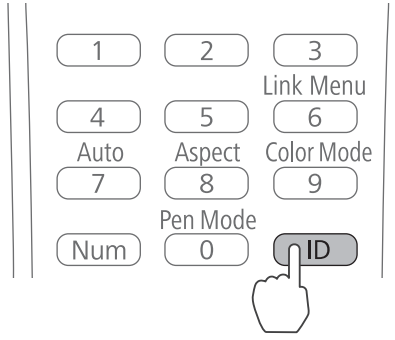 1 2 3
Link Menu
4 5 6
Auto Aspect Color Mode
7 8 9
Pen Mode
Num 0 ID